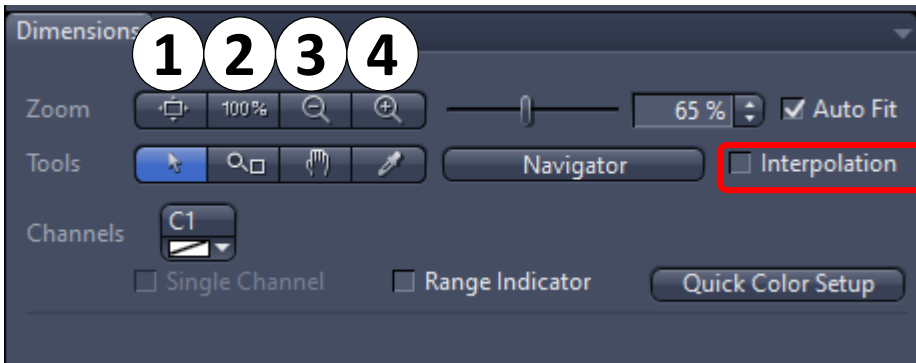 Dimensions
1 2 3 4
Zoom 100% 65 % Auto Fit
Tools Navigator Interpolation
Channels C1
Single Channel Range Indicator Quick Color Setup